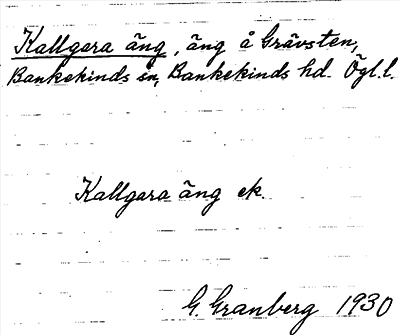 Kallgara äng, äng å Grävsten,
Bankekinds sn, Bankekinds hd. Ögl.l.
Kallgara äng ek.
G. Granberg 1930